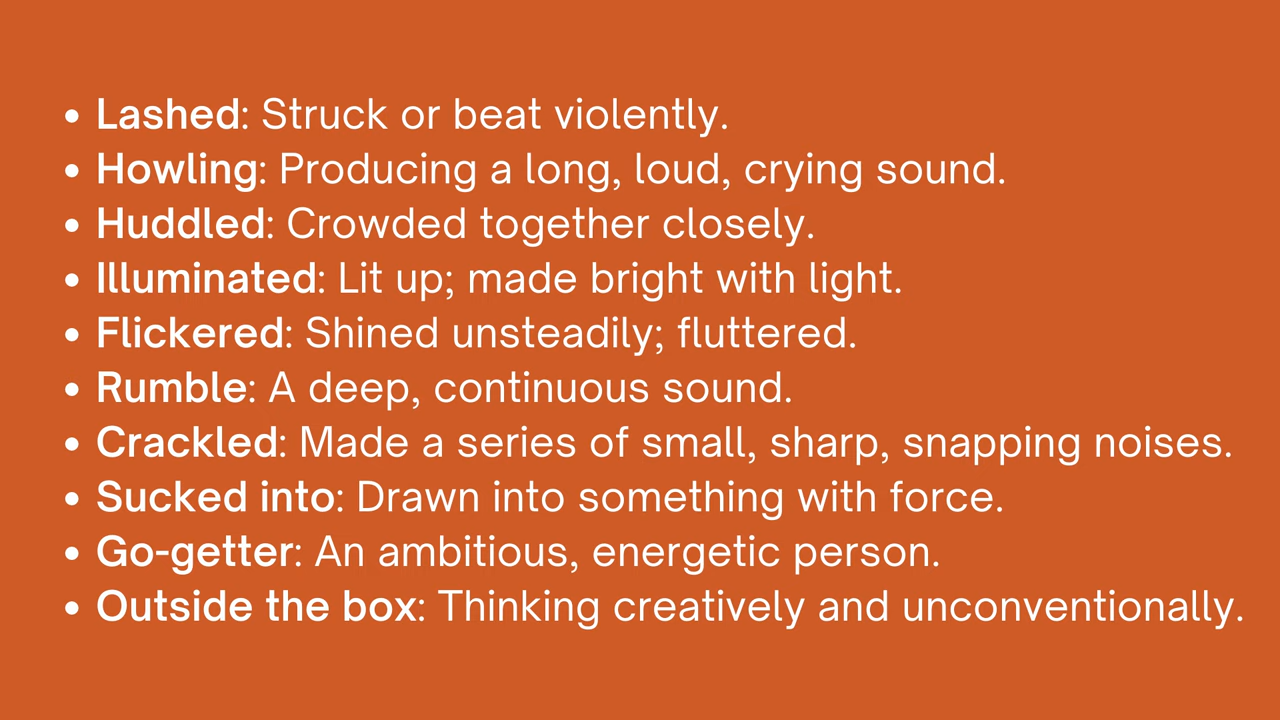 • Lashed: Struck or beat violently.
• Howling: Producing a long, loud, crying sound.
• Huddled: Crowded together closely.
• Illuminated: Lit up; made bright with light.
• Flickered: Shined unsteadily; fluttered.
• Rumble: A deep, continuous sound.
• Crackled: Made a series of small, sharp, snapping noises.
• Sucked into: Drawn into something with force.
• Go-getter: An ambitious, energetic person.
• Outside the box: Thinking creatively and unconventionally.